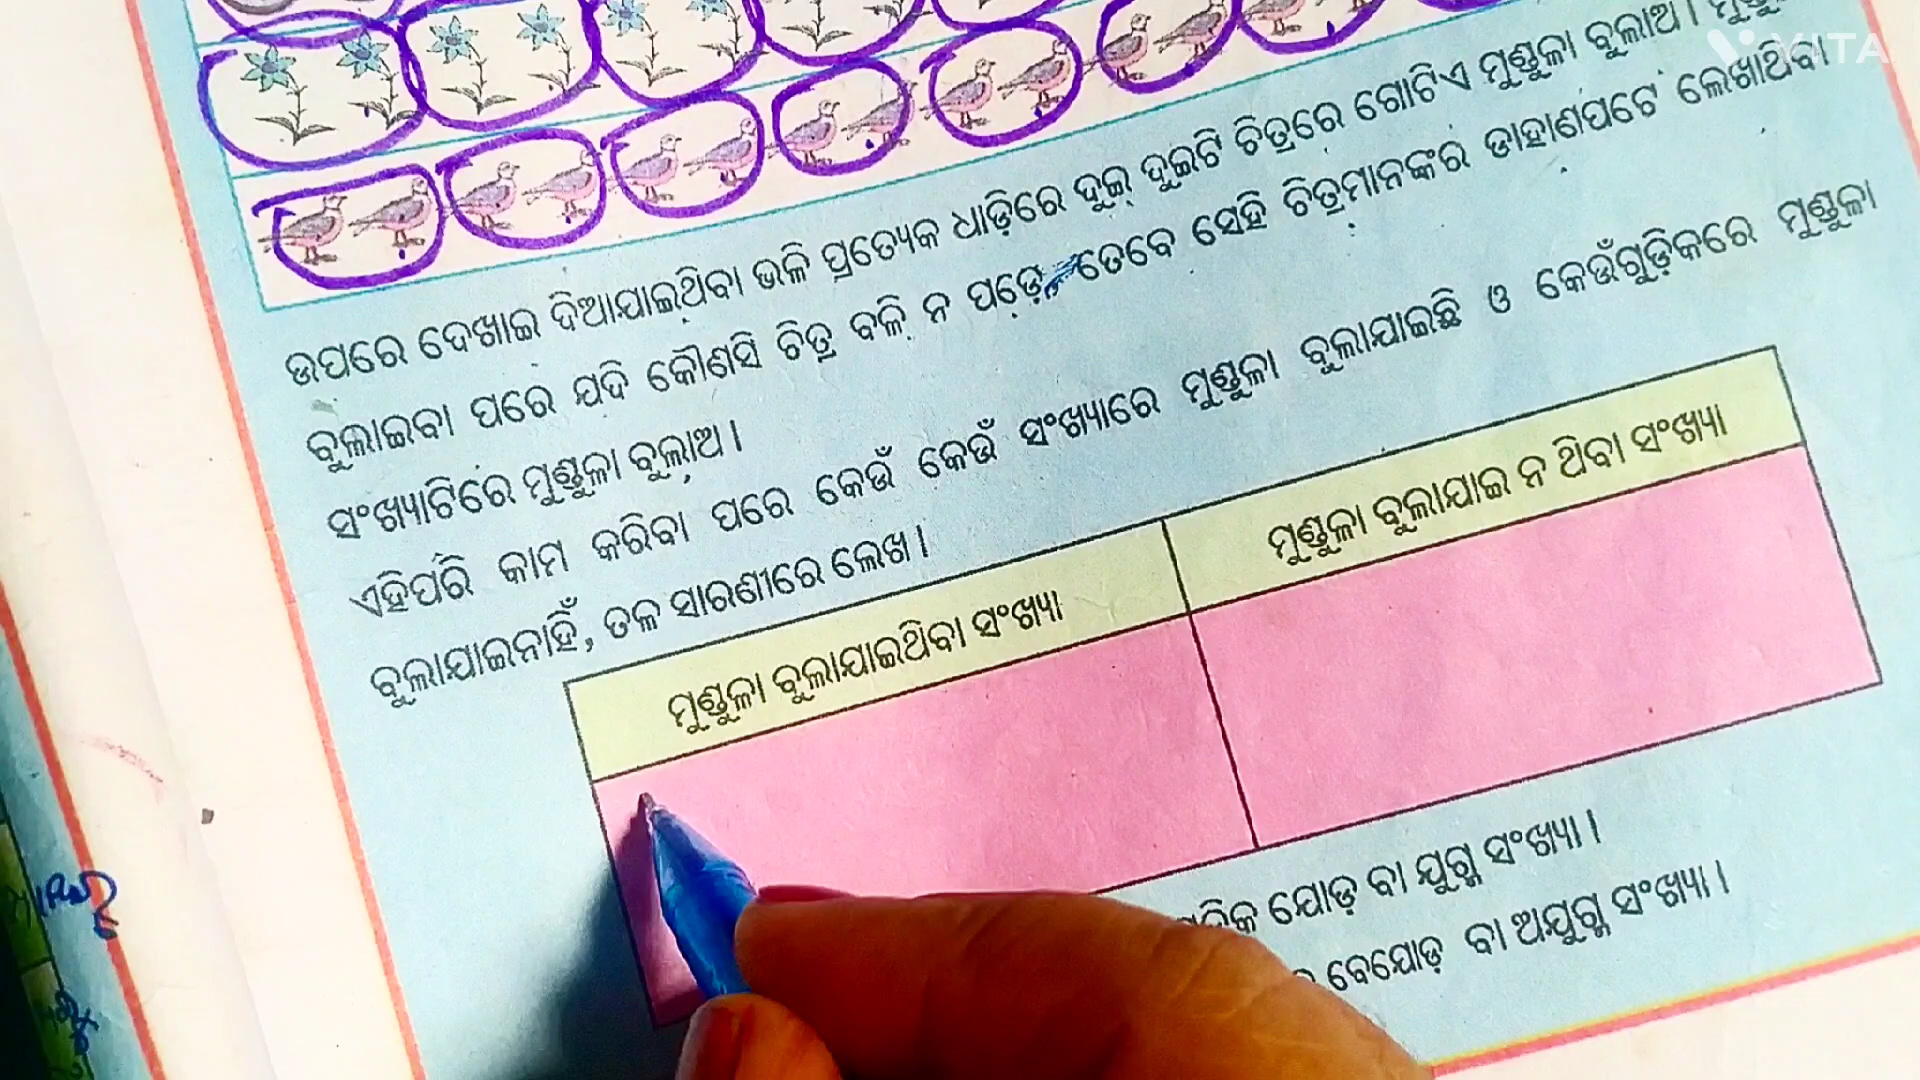 VITA
ଉପରେ ଦେଖାଇ ଦିଆଯାଇଥିବା ଭଳି ପ୍ରତ୍ୟେକ ଧାଡ଼ିରେ ଦୁଇ ଦୁଇଟି ଚିତ୍ରରେ ଗୋଟିଏ ମୁଣ୍ଡୁଳା ବୁଲାଅ ।
ବୁଲାଇବା ପରେ ଯଦି କୌଣସି ଚିତ୍ର ବଳି ନ ପଡ଼େ ତେବେ ସେହି ଚିତ୍ରମାନଙ୍କର ଡାହାଣପଟେ ଲେଖାଥିବା
ସଂଖ୍ୟାଟିରେ ମୁଣ୍ଡୁଳା ବୁଲାଅ ।
ଏହିପରି କାମ କରିବା ପରେ କେଉଁ କେଉଁ ସଂଖ୍ୟାରେ ମୁଣ୍ଡୁଳା ବୁଲାଯାଇଛି ଓ କେଉଁଗୁଡ଼ିକରେ ମୁଣ୍ଡୁଳା
ବୁଲାଯାଇନାହିଁ, ତଳ ସାରଣୀରେ ଲେଖ ।
ମୁଣ୍ଡୁଳା ବୁଲାଯାଇଥିବା ସଂଖ୍ୟା
ମୁଣ୍ଡୁଳା ବୁଲାଯାଇ ନ ଥିବା ସଂଖ୍ୟା
ଯୋଡ଼ ବା ଯୁଗ୍ମ ସଂଖ୍ୟା ।
ବେଯୋଡ଼ ବା ଅଯୁଗ୍ମ ସଂଖ୍ୟା ।